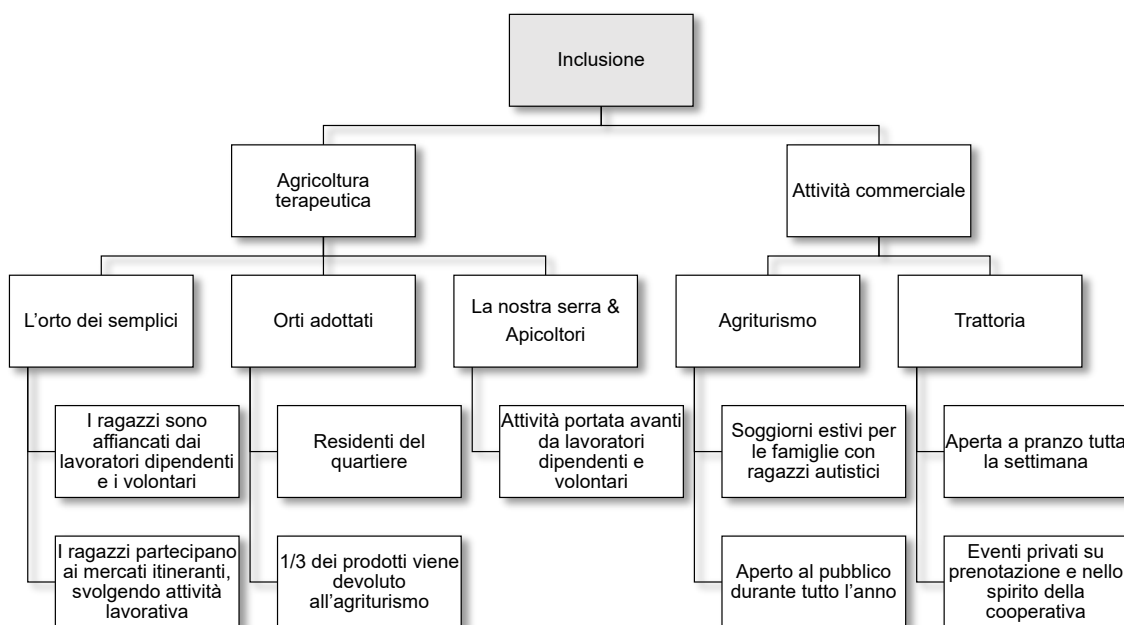 Inclusione
Agricoltura
terapeutica
Attività commerciale
L'orto dei semplici
Orti adottati
La nostra serra &
Apicoltori
Agriturismo
Trattoria
I ragazzi sono
affiancati dai
lavoratori dipendenti
e i volontari
Residenti del
quartiere
Attività portata avanti
da lavoratori
dipendenti e
volontari
Soggiorni estivi per
le famiglie con
ragazzi autistici
Aperta a pranzo tutta
la settimana
I ragazzi partecipano
ai mercati itineranti,
svolgendo attività
lavorativa
1/3 dei prodotti viene
devoluto
all'agriturismo
Aperto al pubblico
durante tutto l'anno
Eventi privati su
prenotazione e nello
spirito della
cooperativa